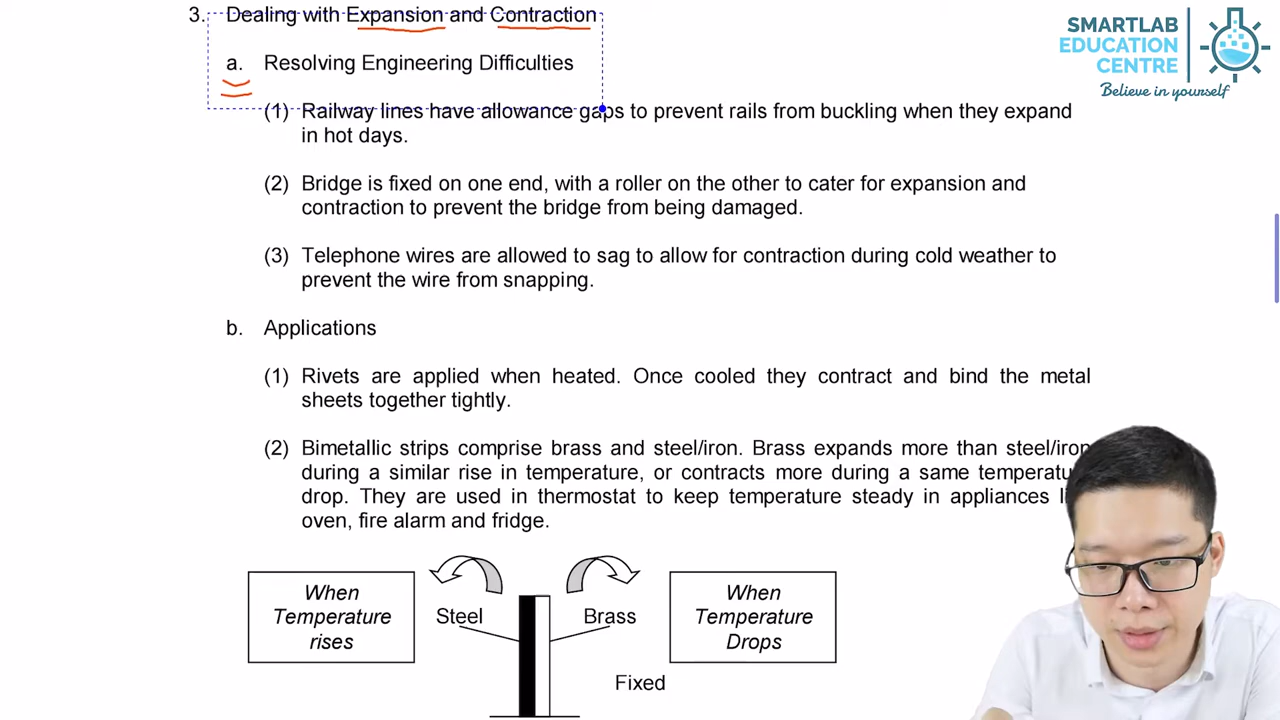 3. Dealing with Expansion and Contraction
SMARTLAB
EDUCATION
CENTRE
Believe in yourself
a. Resolving Engineering Difficulties
(1) Railway lines have allowance gaps to prevent rails from buckling when they expand
in hot days.
(2) Bridge is fixed on one end, with a roller on the other to cater for expansion and
contraction to prevent the bridge from being damaged.
(3) Telephone wires are allowed to sag to allow for contraction during cold weather to
prevent the wire from snapping.
b. Applications
(1) Rivets are applied when heated. Once cooled they contract and bind the metal
sheets together tightly.
(2) Bimetallic strips comprise brass and steel/iron. Brass expands more than steel/iron
during a similar rise in temperature, or contracts more during a same
drop. They are used in thermostat to keep temperature steady in appliances
oven, fire alarm and fridge.
When
Temperature
rises
Steel
Brass
When
Temperature
Drops
Fixed